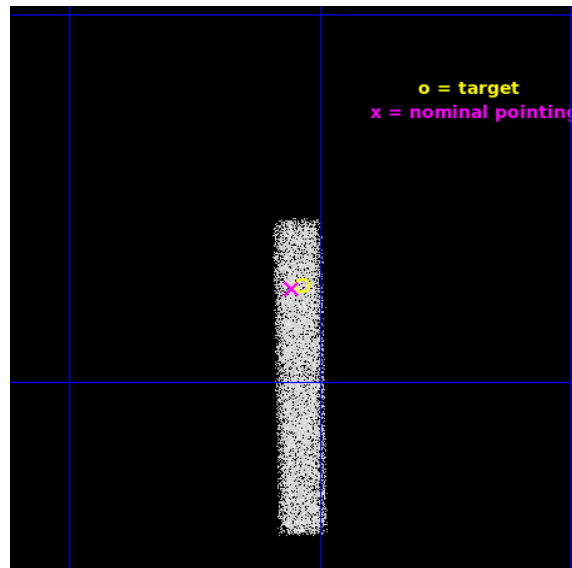 o = target
x = nominal pointing